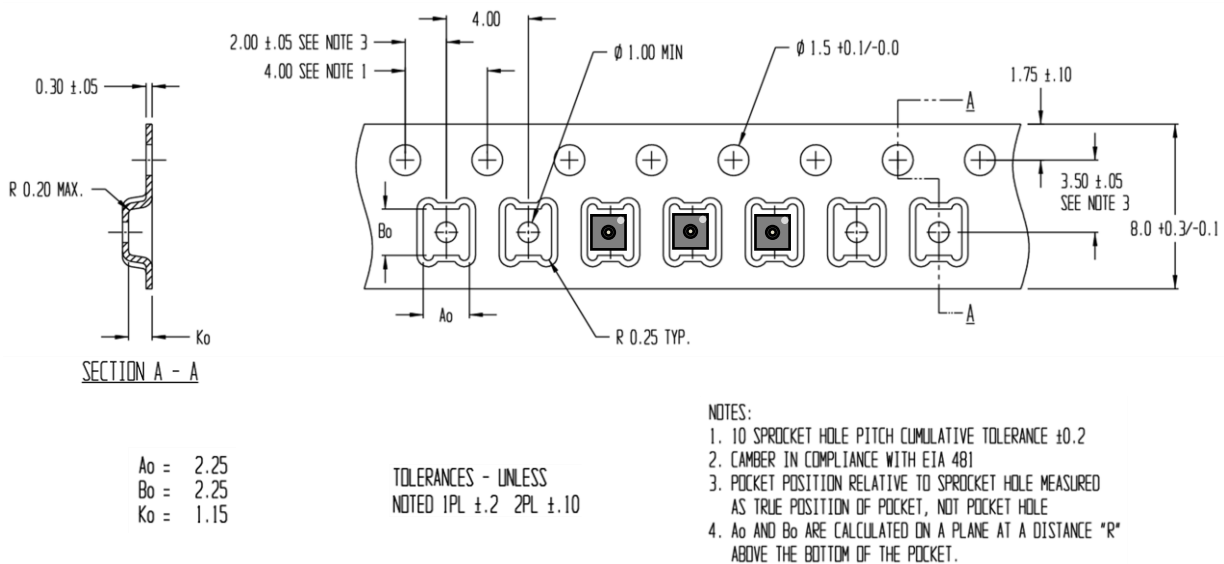 4.00
2.00 ±.05 SEE NOTE 3
4.00 SEE NOTE 1
0.30 ±.05
Ø 1.00 MIN
Ø 1.5 +0.1/-0.0
1.75 ±.10
A
R 0.20 MAX.
3.50 ±.05
SEE NOTE 3
Bo
8.0 +0.3/-0.1
Ao
A
Ko
R 0.25 TYP.
SECTION A - A
Ao = 2.25
Bo = 2.25
Ko = 1.15
TOLERANCES - UNLESS
NOTED 1PL ±.2 2PL ±.10
NOTES:
1. 10 SPROCKET HOLE PITCH CUMULATIVE TOLERANCE ±0.2
2. CAMBER IN COMPLIANCE WITH EIA 481
3. POCKET POSITION RELATIVE TO SPROCKET HOLE MEASURED
AS TRUE POSITION OF POCKET, NOT POCKET HOLE
4. Ao AND Bo ARE CALCULATED ON A PLANE AT A DISTANCE "R"
ABOVE THE BOTTOM OF THE POCKET.